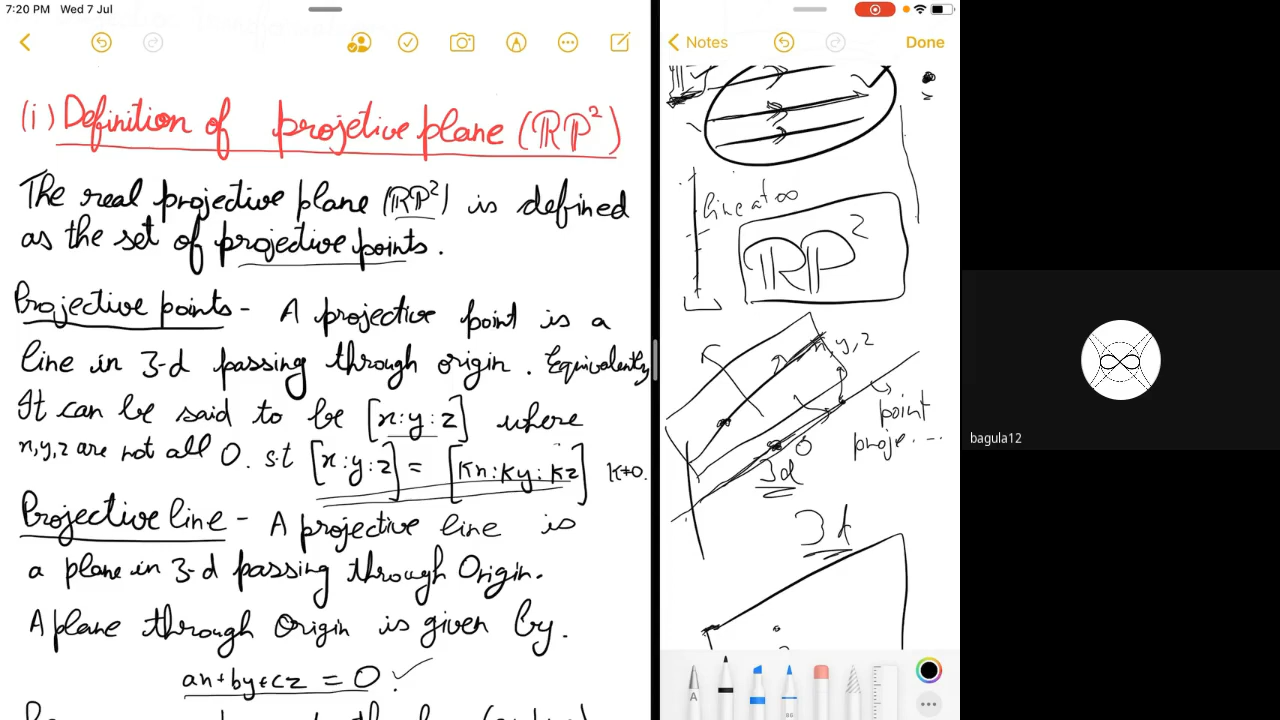 7:20 PM Wed 7 Jul
(i) Definition of projetive plane (RP²)
The real projective plane (RP²) is defined
as the set of projective points.
Projective points - A projective point is a
line in 3-d passing through origin. Equivalently
It can be said to be [x:y:z] where
x,y,z are not all 0. s.t [x:y:z] = [Kx:Ky:Kz] K≠0.
Projective line - A projective line is
a plane in 3-d passing through Origin.
A plane through Origin is given by.
ax+by+cz = 0
Notes
Done
line at ∞
RP²
x,y,z
point
proje....
0
3d
3d
bagula12